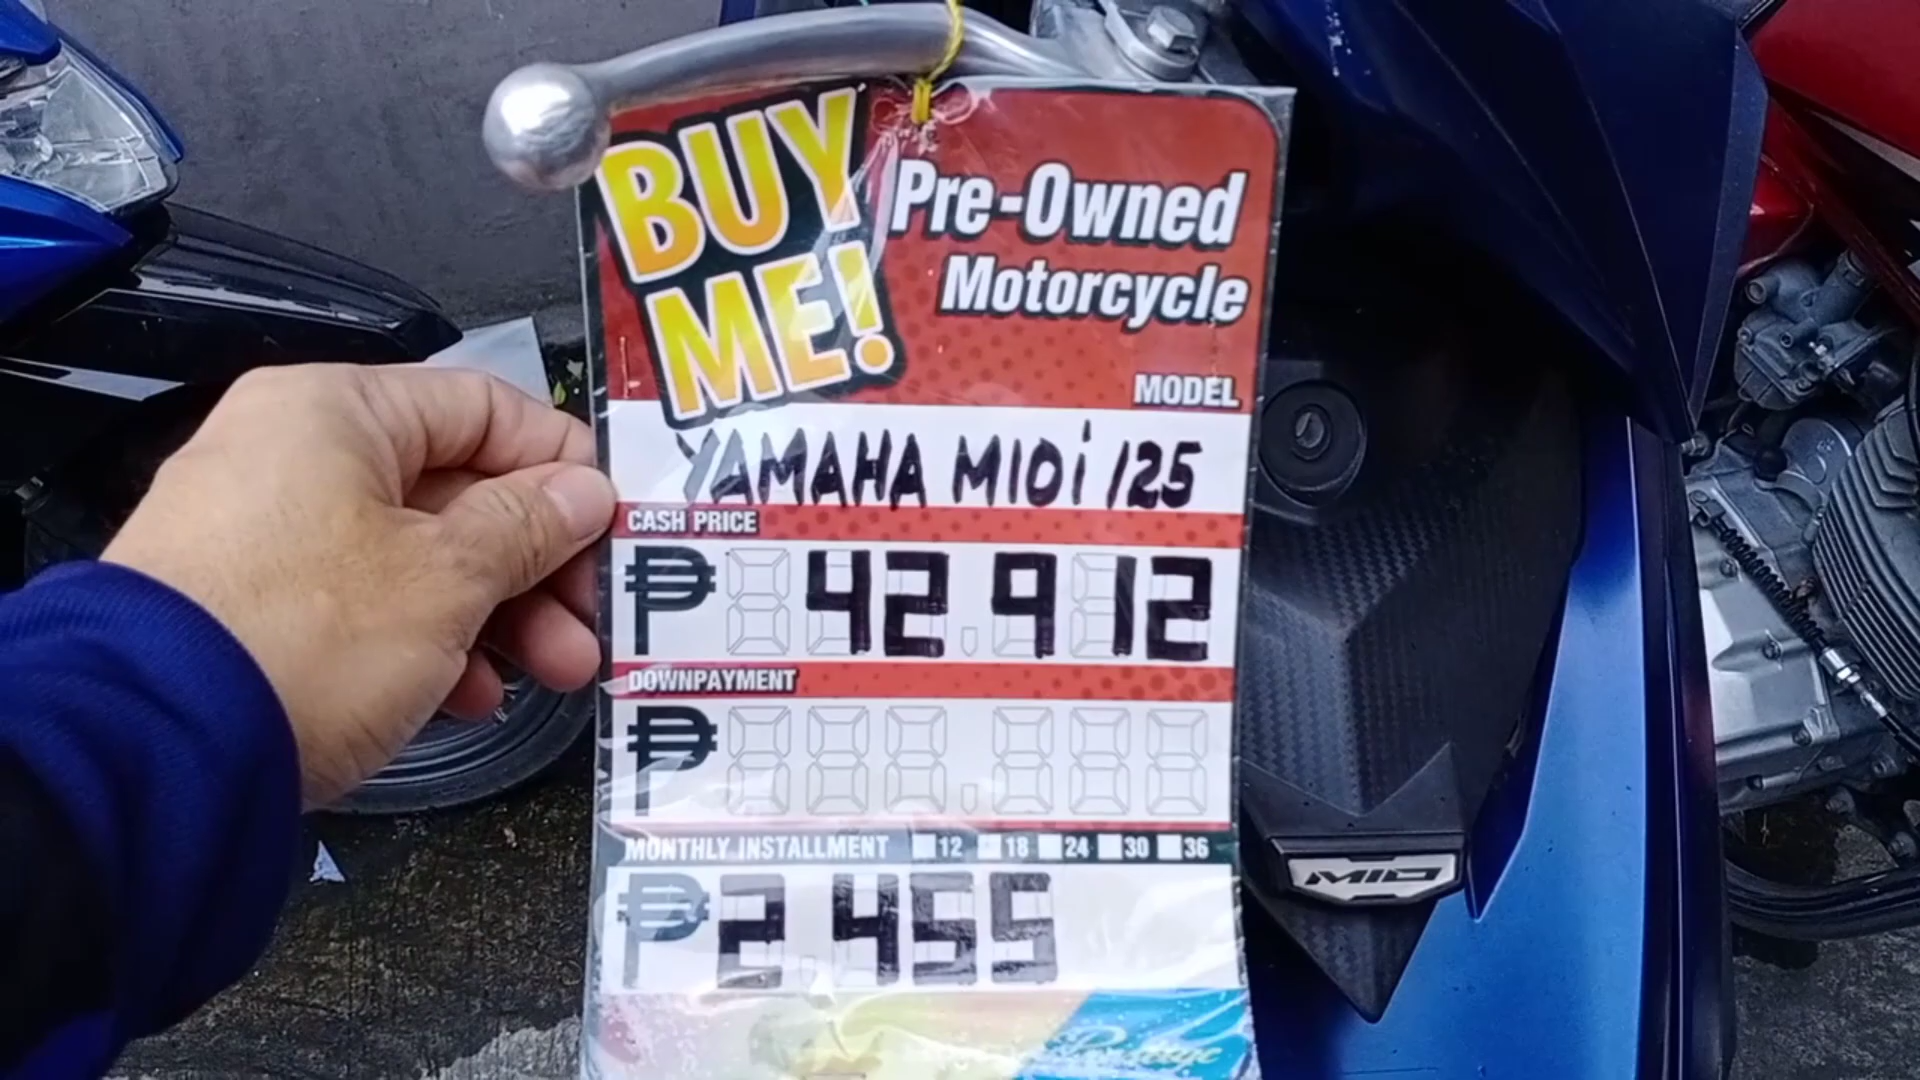 BUY
ME!
Pre-Owned
Motorcycle
MODEL
YAMAHA MIOi 125
CASH PRICE
₱ 42,912
DOWNPAYMENT
₱
MONTHLY INSTALLMENT 12 18 24 30 36
₱2,455
MIO